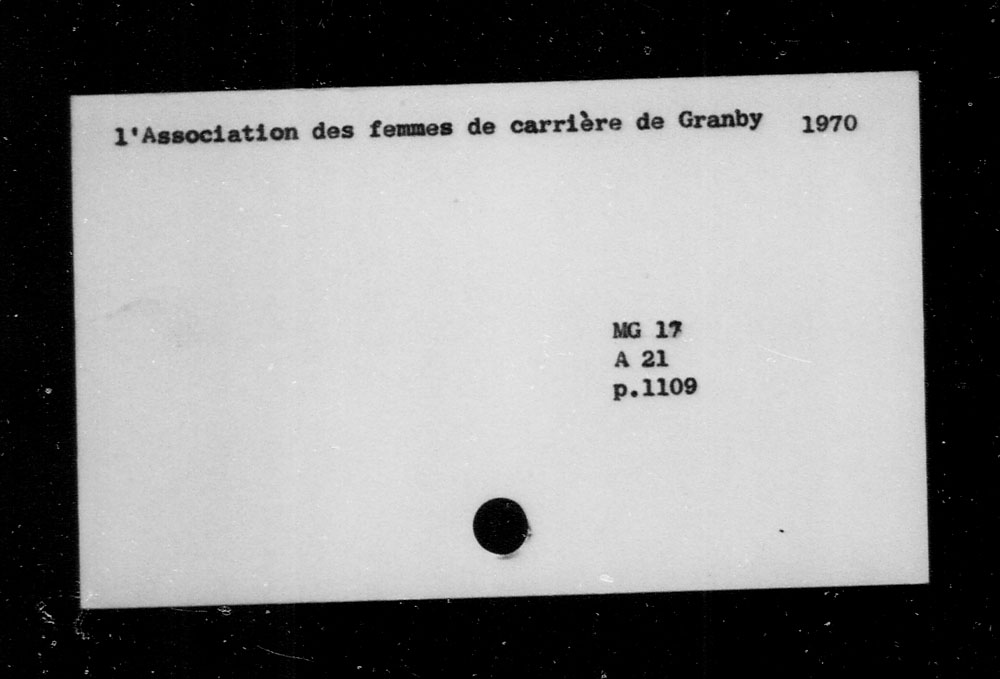 l'Association des femmes de carrière de Granby 1970
MG 17
A 21
p.1109